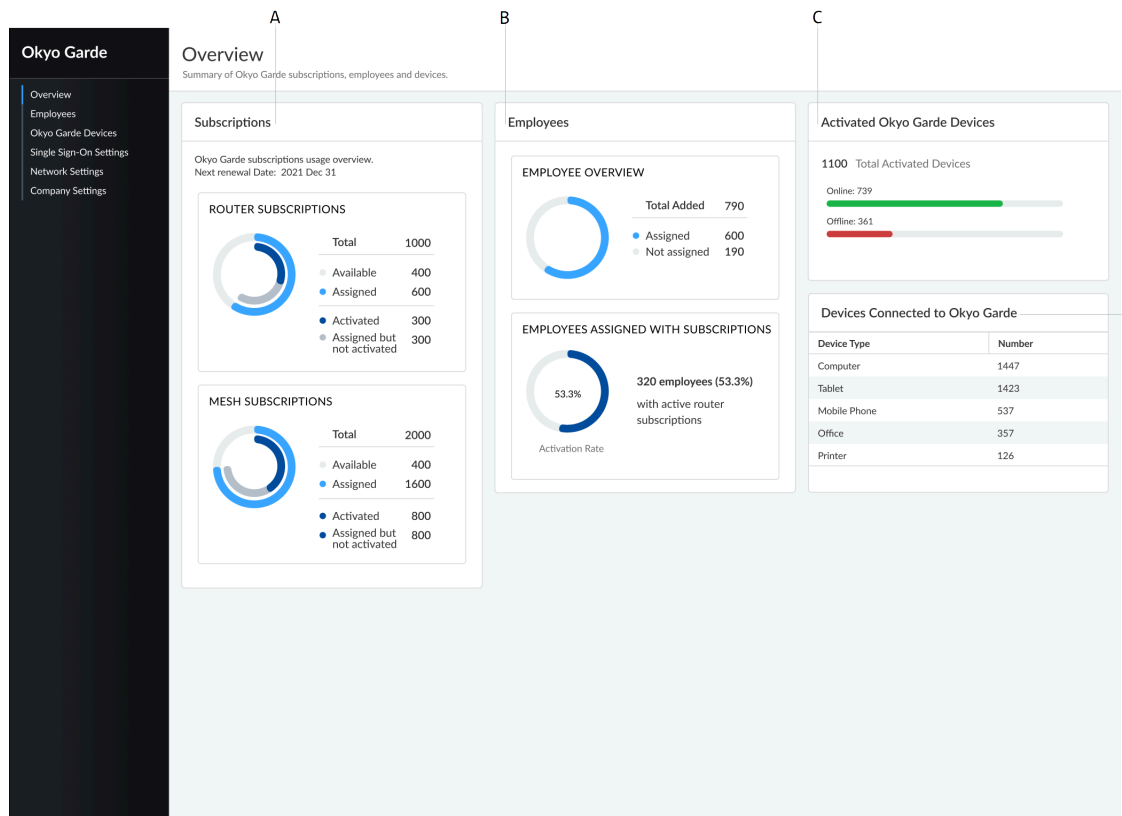 A
B
C
Okyo Garde
Overview
Employees
Okyo Garde Devices
Single Sign-On Settings
Network Settings
Company Settings
Overview
Summary of Okyo Garde subscriptions, employees and devices.
Subscriptions
Okyo Garde subscriptions usage overview.
Next renewal Date: 2021 Dec 31
ROUTER SUBSCRIPTIONS
Total 1000
Available 400
Assigned 600
Activated 300
Assigned but
not activated 300
MESH SUBSCRIPTIONS
Total 2000
Available 400
Assigned 1600
Activated 800
Assigned but
not activated 800
Employees
EMPLOYEE OVERVIEW
Total Added 790
Assigned 600
Not assigned 190
EMPLOYEES ASSIGNED WITH SUBSCRIPTIONS
53.3%
Activation Rate
320 employees (53.3%)
with active router
subscriptions
Activated Okyo Garde Devices
1100 Total Activated Devices
Online: 739
Offline: 361
Devices Connected to Okyo Garde
Device Type Number
Computer 1447
Tablet 1423
Mobile Phone 537
Office 357
Printer 126